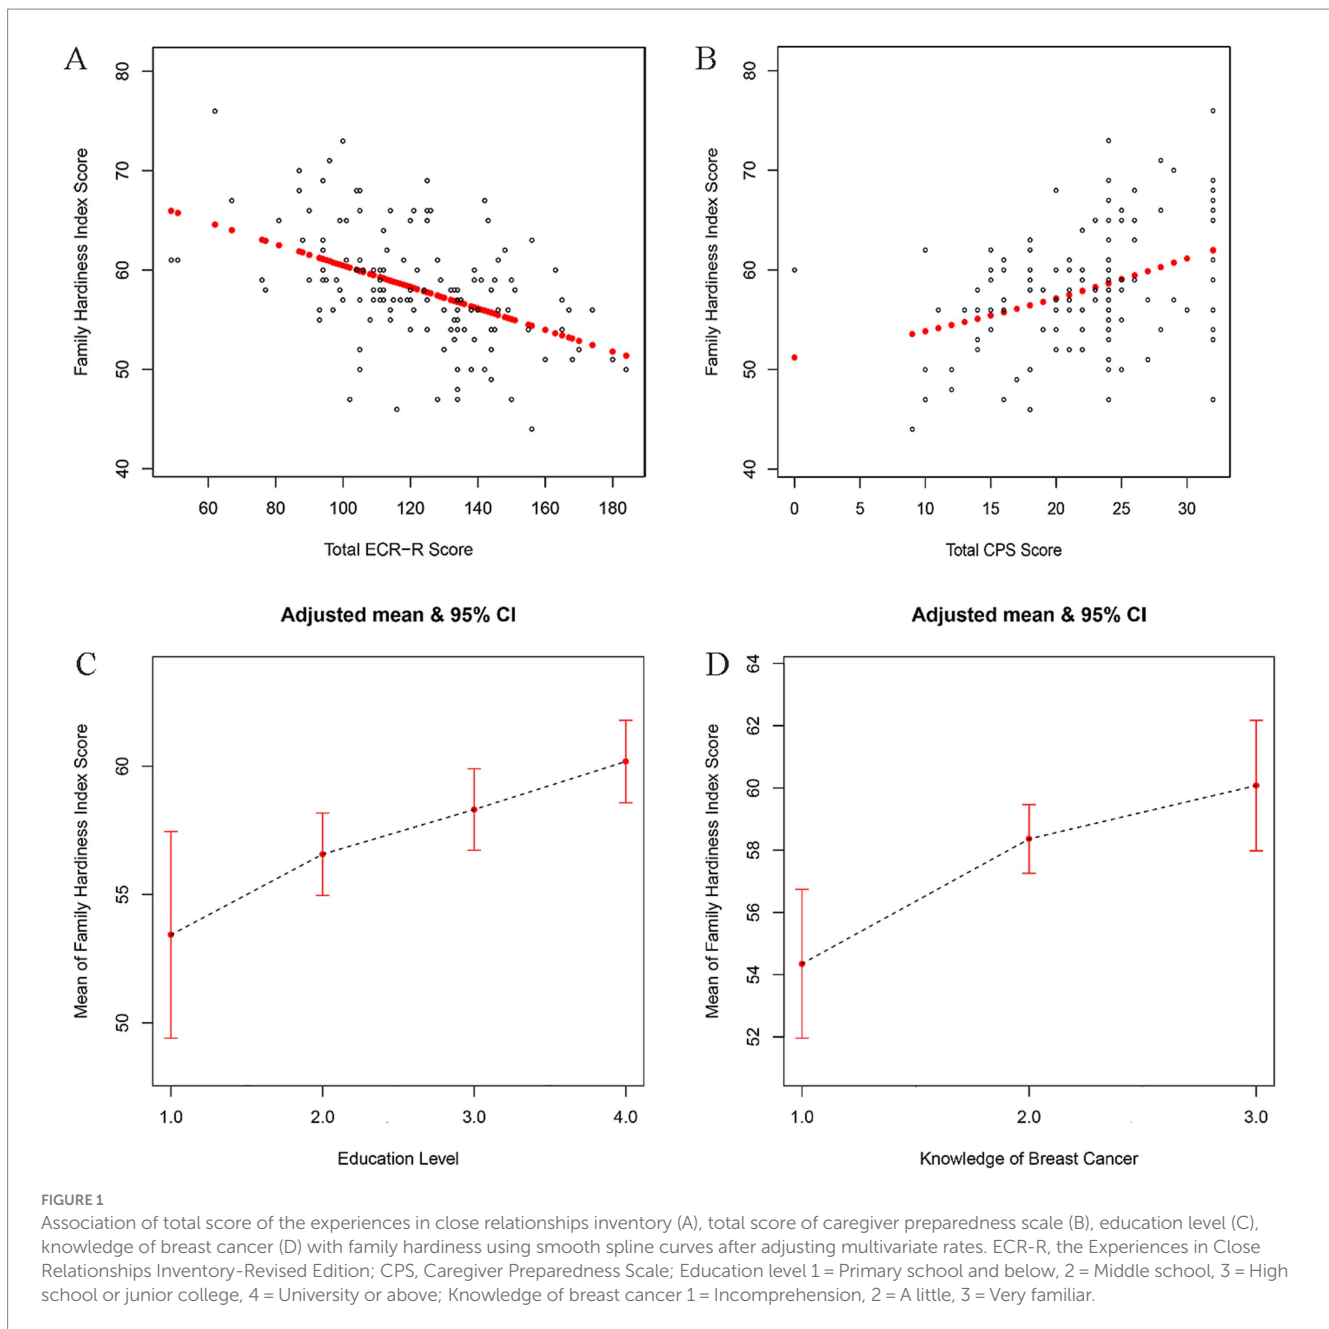 A
80
70
60
50
40
Family Hardiness Index Score
60 80 100 120 140 160 180
Total ECR−R Score
B
80
70
60
50
40
Family Hardiness Index Score
0 5 10 15 20 25 30
Total CPS Score
Adjusted mean & 95% CI
C
60
55
50
Mean of Family Hardiness Index Score
1.0 2.0 3.0 4.0
Education Level
Adjusted mean & 95% CI
D
64
62
60
58
56
54
52
Mean of Family Hardiness Index Score
1.0 2.0 3.0
Knowledge of Breast Cancer
FIGURE 1
Association of total score of the experiences in close relationships inventory (A), total score of caregiver preparedness scale (B), education level (C),
knowledge of breast cancer (D) with family hardiness using smooth spline curves after adjusting multivariate rates. ECR-R, the Experiences in Close
Relationships Inventory-Revised Edition; CPS, Caregiver Preparedness Scale; Education level 1 = Primary school and below, 2 = Middle school, 3 = High
school or junior college, 4 = University or above; Knowledge of breast cancer 1 = Incomprehension, 2 = A little, 3 = Very familiar.